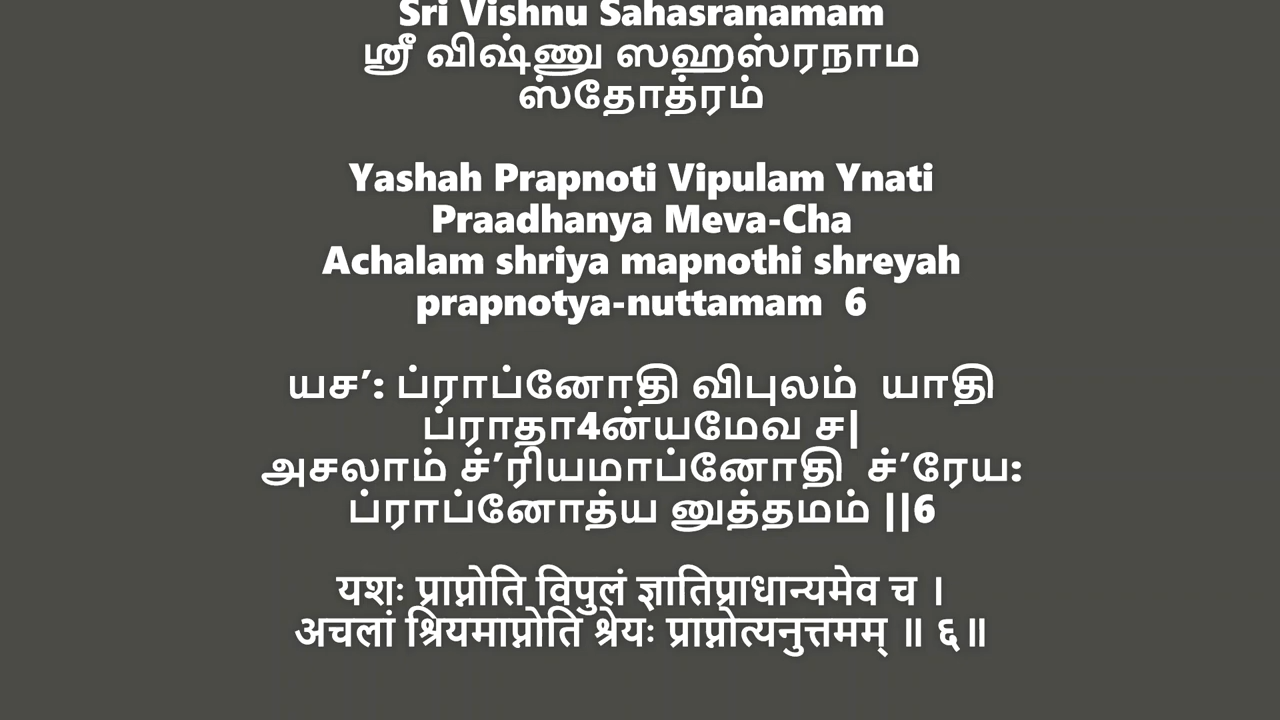 Sri Vishnu Sahasranamam
ஸ்ரீ விஷ்ணு ஸஹஸ்ரநாம
ஸ்தோத்ரம்
Yashah Prapnoti Vipulam Ynati
Praadhanya Meva-Cha
Achalam shriya mapnothi shreyah
prapnotya-nuttamam 6
யச’: ப்ராப்னோதி விபுலம் யாதி
ப்ராதா4ன்யமேவ ச|
அசலாம் ச்’ரியமாப்னோதி ச்’ரேய:
ப்ராப்னோத்ய னுத்தமம் ||6
यशः प्राप्नोति विपुलं ज्ञातिप्राधान्यमेव च ।
अचलां श्रियमाप्नोति श्रेयः प्राप्नोत्यनुत्तमम् ॥ ६॥